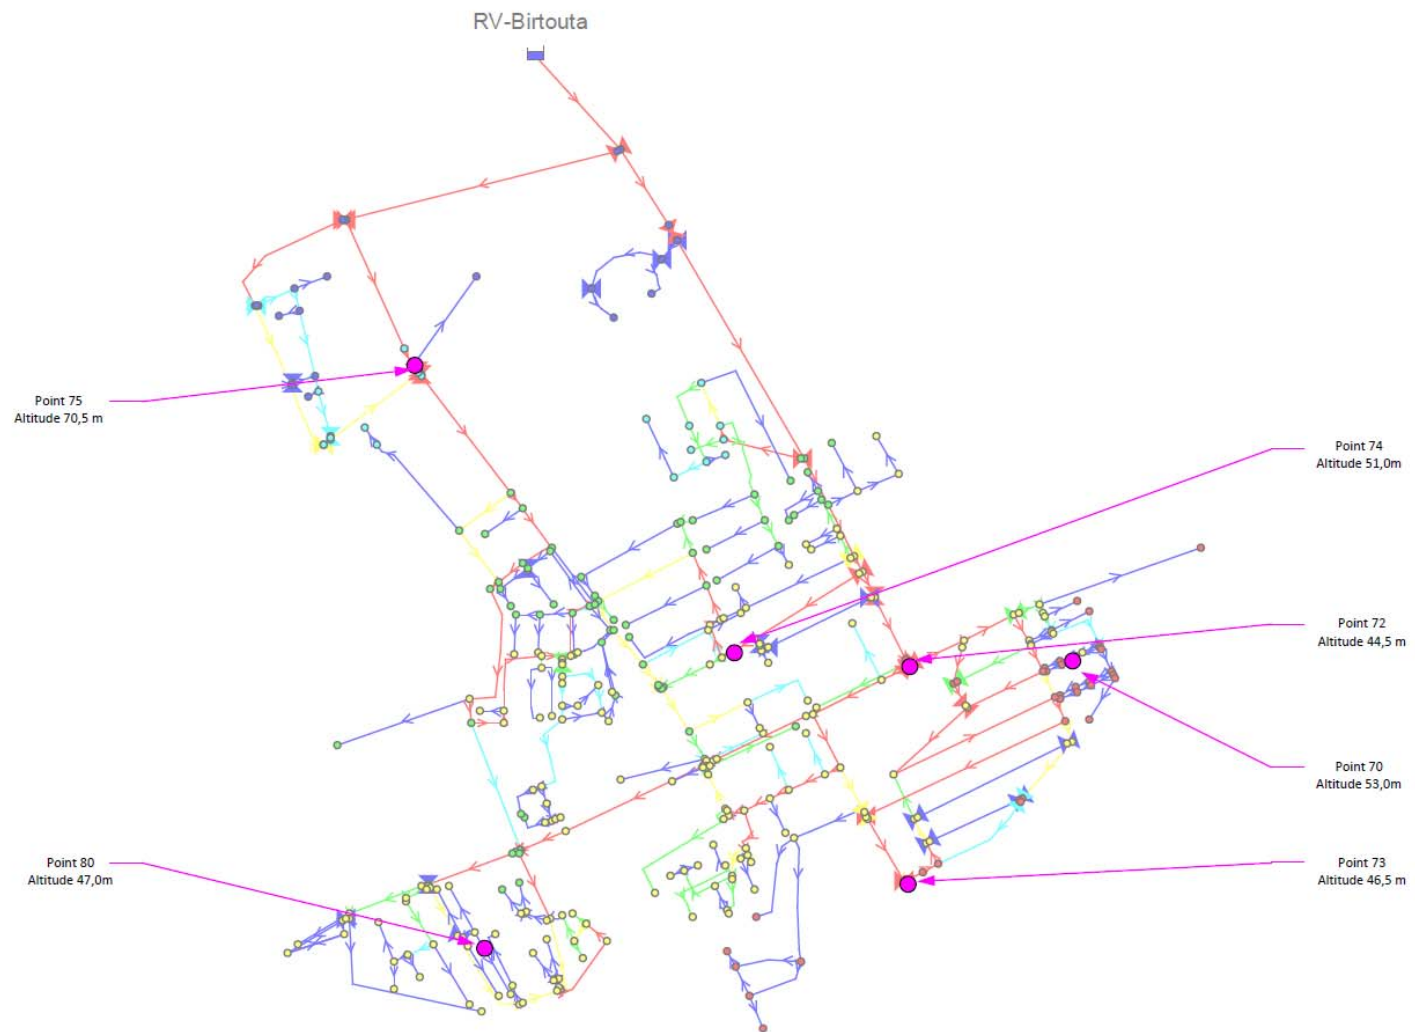 RV-Birtouta
Point 75
Altitude 70,5 m
Point 74
Altitude 51,0m
Point 72
Altitude 44,5 m
Point 70
Altitude 53,0m
Point 80
Altitude 47,0m
Point 73
Altitude 46,5 m